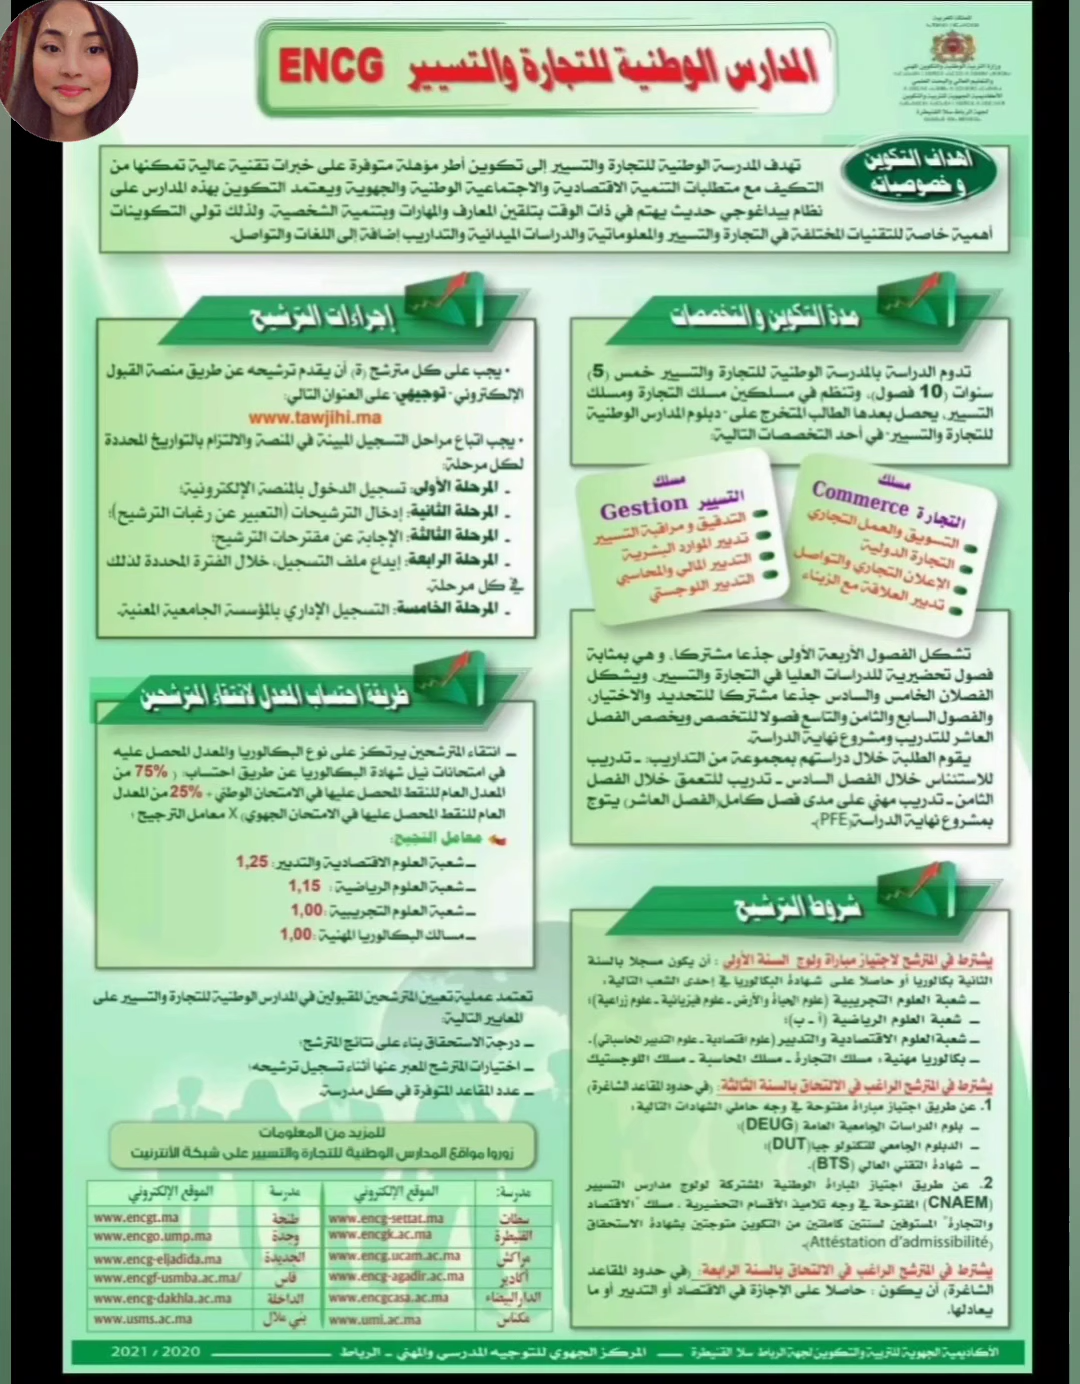 المملكة المغربية
المدارس الوطنية للتجارة والتسيير ENCG
أهداف التكوين
و خصوصياته
تهدف المدرسة الوطنية للتجارة والتسيير إلى تكوين أطر مؤهلة متوفرة على خبرات تقنية عالية تمكنها من
التكيف مع متطلبات التنمية الاقتصادية والاجتماعية الوطنية والجهوية ويعتمد التكوين بهذه المدارس على
نظام بيداغوجي حديث يهتم في ذات الوقت بتلقين المعارف والمهارات وبتنمية الشخصية. ولذلك تولي التكوينات
أهمية خاصة للتقنيات المختلفة في التجارة والتسيير والمعلوماتية والدراسات الميدانية والتداريب إضافة إلى اللغات والتواصل.
مدة التكوين و التخصصات
تدوم الدراسة بالمدرسة الوطنية للتجارة والتسيير خمس (5)
سنوات (10 فصول)، وتنظم في مسلكين مسلك التجارة ومسلك
التسيير، يحصل بعدها الطالب المتخرج على "دبلوم المدارس الوطنية
للتجارة والتسيير" في أحد التخصصات التالية:
مسلك
التجارة Commerce
التسويق والعمل التجاري
التجارة الدولية
الإعلان التجاري والتواصل
تدبير العلاقة مع الزبناء
مسلك
التسيير Gestion
التدقيق و مراقبة التسيير
تدبير الموارد البشرية
التدبير المالي والمحاسبي
التدبير اللوجستي
تشكل الفصول الأربعة الأولى جذعا مشتركا، و هي بمثابة
فصول تحضيرية للدراسات العليا في التجارة والتسيير، ويشكل
الفصلان الخامس والسادس جذعا مشتركا للتحديد والاختيار،
والفصول السابع والثامن والتاسع فصولا للتخصص ويخصص الفصل
العاشر للتدريب ومشروع نهاية الدراسة.
يقوم الطلبة خلال دراستهم بمجموعة من التداريب: ـ تدريب
للاستئناس خلال الفصل السادس ـ تدريب للتعمق خلال الفصل
الثامن ـ تدريب مهني على مدى فصل كامل(الفصل العاشر) يتوج
بمشروع نهاية الدراسة(PFE).
شروط الترشيح
يشترط في المترشح لاجتياز مباراة ولوج السنة الأولى : أن يكون مسجلا بالسنة
الثانية بكالوريا أو حاصلا على شهادة البكالوريا في إحدى الشعب التالية:
ـ شعبة العلوم التجريبية (علوم الحياة والأرض ـ علوم فيزيائية ـ علوم زراعية)؛
ـ شعبة العلوم الرياضية (أ ـ ب)؛
ـ شعبة العلوم الاقتصادية والتدبير (علوم اقتصادية ـ علوم التدبير المحاسباتي).
ـ بكالوريا مهنية: مسلك التجارة ـ مسلك المحاسبة ـ مسلك اللوجستيك
يشترط في المترشح الراغب في الالتحاق بالسنة الثالثة: (في حدود المقاعد الشاغرة)
1. عن طريق اجتياز مباراة مفتوحة في وجه حاملي الشهادات التالية:
ـ بلوم الدراسات الجامعية العامة (DEUG)؛
ـ الدبلوم الجامعي للتكنولو جيا(DUT)؛
ـ شهادة التقني العالي (BTS).
2. عن طريق اجتياز المباراة الوطنية المشتركة لولوج مدارس التسيير
(CNAEM) المفتوحة في وجه تلاميذ الأقسام التحضيرية ، مسلك "الاقتصاد
والتجارة" المستوفين لسنتين كاملتين من التكوين متوجتين بشهادة الاستحقاق
(Attéstation d'admissibilité).
يشترط في المترشح الراغب في الالتحاق بالسنة الرابعة: (في حدود المقاعد
الشاغرة) أن يكون : حاصلا على الإجازة في الاقتصاد أو التدبير أو ما
يعادلها.
إجراءات الترشيح
• يجب على كل مترشح (ة) أن يقدم ترشيحه عن طريق منصة القبول
الإلكتروني "توجيهي" على العنوان التالي:
www.tawjihi.ma
• يجب اتباع مراحل التسجيل المبينة في المنصة والالتزام بالتواريخ المحددة
لكل مرحلة:
ـ المرحلة الأولى: تسجيل الدخول بالمنصة الإلكترونية؛
ـ المرحلة الثانية: إدخال الترشيحات (التعبير عن رغبات الترشيح)؛
ـ المرحلة الثالثة: الإجابة عن مقترحات الترشيح؛
ـ المرحلة الرابعة: إيداع ملف التسجيل، خلال الفترة المحددة لذلك
في كل مرحلة.
ـ المرحلة الخامسة: التسجيل الإداري بالمؤسسة الجامعية المعنية.
طريقة احتساب المعدل لانتقاء المترشحين
ـ انتقاء المترشحين يرتكز على نوع البكالوريا والمعدل المحصل عليه
في امتحانات نيل شهادة البكالوريا عن طريق احتساب: ( 75% من
المعدل العام للنقط المحصل عليها في الامتحان الوطني + 25% من المعدل
العام للنقط المحصل عليها في الامتحان الجهوي) X معامل الترجيح :
معامل الترجيح:
ـ شعبة العلوم الاقتصادية والتدبير: 1,25
ـ شعبة العلوم الرياضية : 1,15
ـ شعبة العلوم التجريبية :1,00
ـ مسالك البكالوريا المهنية :1,00
تعتمد عملية تعيين المترشحين المقبولين في المدارس الوطنية للتجارة والتسيير على
المعايير التالية:
ـ درجة الاستحقاق بناء على نتائج المترشح؛
ـ اختيارات المترشح المعبر عنها أثناء تسجيل ترشيحه؛
ـ عدد المقاعد المتوفرة في كل مدرسة.
للمزيد من المعلومات
زوروا مواقع المدارس الوطنية للتجارة والتسيير على شبكة الأنترنيت
مدرسة: الموقع الإلكتروني مدرسة الموقع الإلكتروني
سطات www.encg-settat.ma طنجة www.encgt.ma
القنيطرة www.encgk.ac.ma وجدة www.encgo.ump.ma
مراكش www.encg.ucam.ac.ma الجديدة www.encg-eljadida.ma
أكادير www.encg-agadir.ac.ma فاس www.encgf-usmba.ac.ma/
الدار البيضاء www.encgcasa.ac.ma الداخلة www.encg-dakhla.ac.ma
مكناس www.umi.ac.ma بني ملال www.usms.ac.ma
الأكاديمية الجهوية للتربية والتكوين لجهة الرباط سلا القنيطرة ـ المركز الجهوي للتوجيه المدرسي والمهني ـ الرباط 2020 / 2021